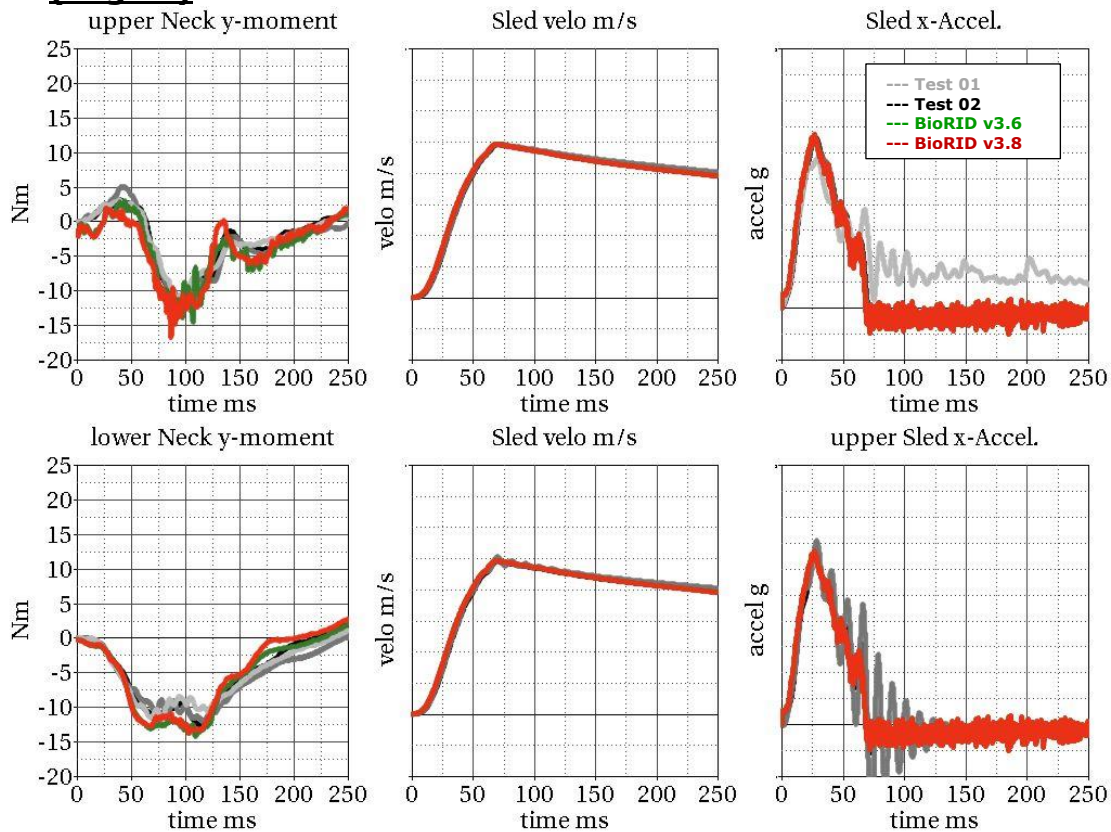 upper Neck y-moment
Sled velo m/s
Sled x-Accel.
25
20
15
10
5
0
-5
-10
-15
-20
Nm
velo m/s
accel g
--- Test 01
--- Test 02
--- BioRID v3.6
--- BioRID v3.8
0 50 100 150 200 250
0 50 100 150 200 250
0 50 100 150 200 250
time ms
time ms
time ms
lower Neck y-moment
Sled velo m/s
upper Sled x-Accel.
25
20
15
10
5
0
-5
-10
-15
-20
Nm
velo m/s
accel g
0 50 100 150 200 250
0 50 100 150 200 250
0 50 100 150 200 250
time ms
time ms
time ms